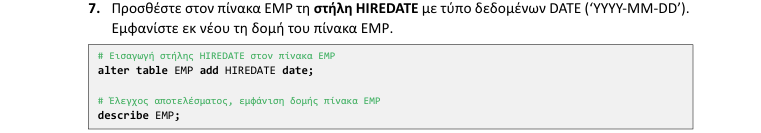 7. Προσθέστε στον πίνακα EMP τη στήλη HIREDATE με τύπο δεδομένων DATE (‘YYYY-MM-DD’).
Εμφανίστε εκ νέου τη δομή του πίνακα EMP.
# Εισαγωγή στήλης HIREDATE στον πίνακα EMP
alter table EMP add HIREDATE date;
# Έλεγχος αποτελέσματος, εμφάνιση δομής πίνακα EMP
describe EMP;